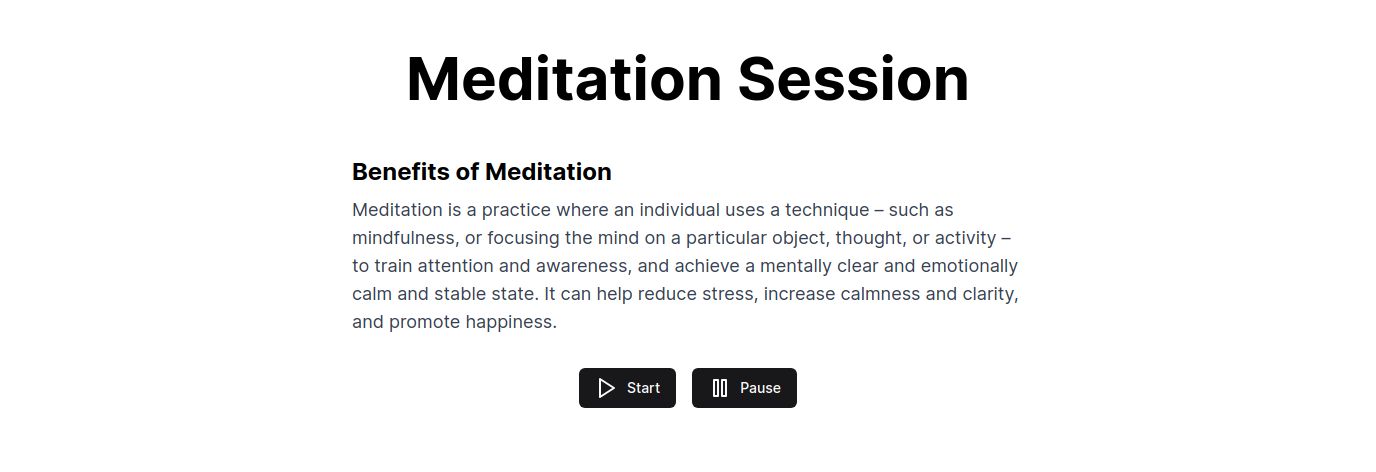 Meditation Session
Benefits of Meditation
Meditation is a practice where an individual uses a technique – such as
mindfulness, or focusing the mind on a particular object, thought, or activity –
to train attention and awareness, and achieve a mentally clear and emotionally
calm and stable state. It can help reduce stress, increase calmness and clarity,
and promote happiness.
Start
Pause